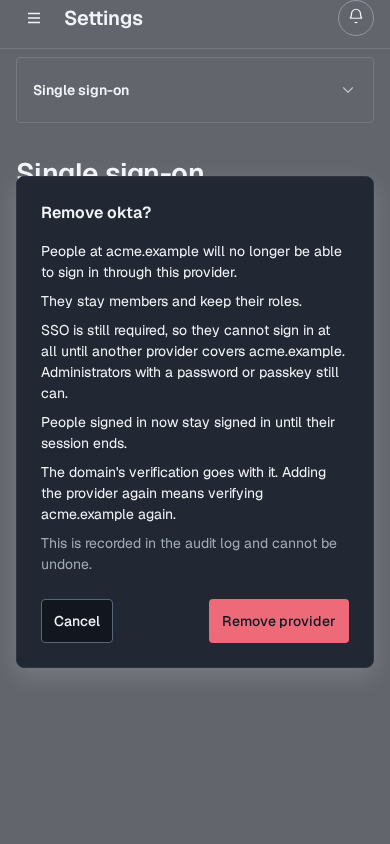 Settings
Single sign-on
Single sign-on
Remove okta?
People at acme.example will no longer be able
to sign in through this provider.
They stay members and keep their roles.
SSO is still required, so they cannot sign in at
all until another provider covers acme.example.
Administrators with a password or passkey still
can.
People signed in now stay signed in until their
session ends.
The domain's verification goes with it. Adding
the provider again means verifying
acme.example again.
This is recorded in the audit log and cannot be
undone.
Cancel
Remove provider